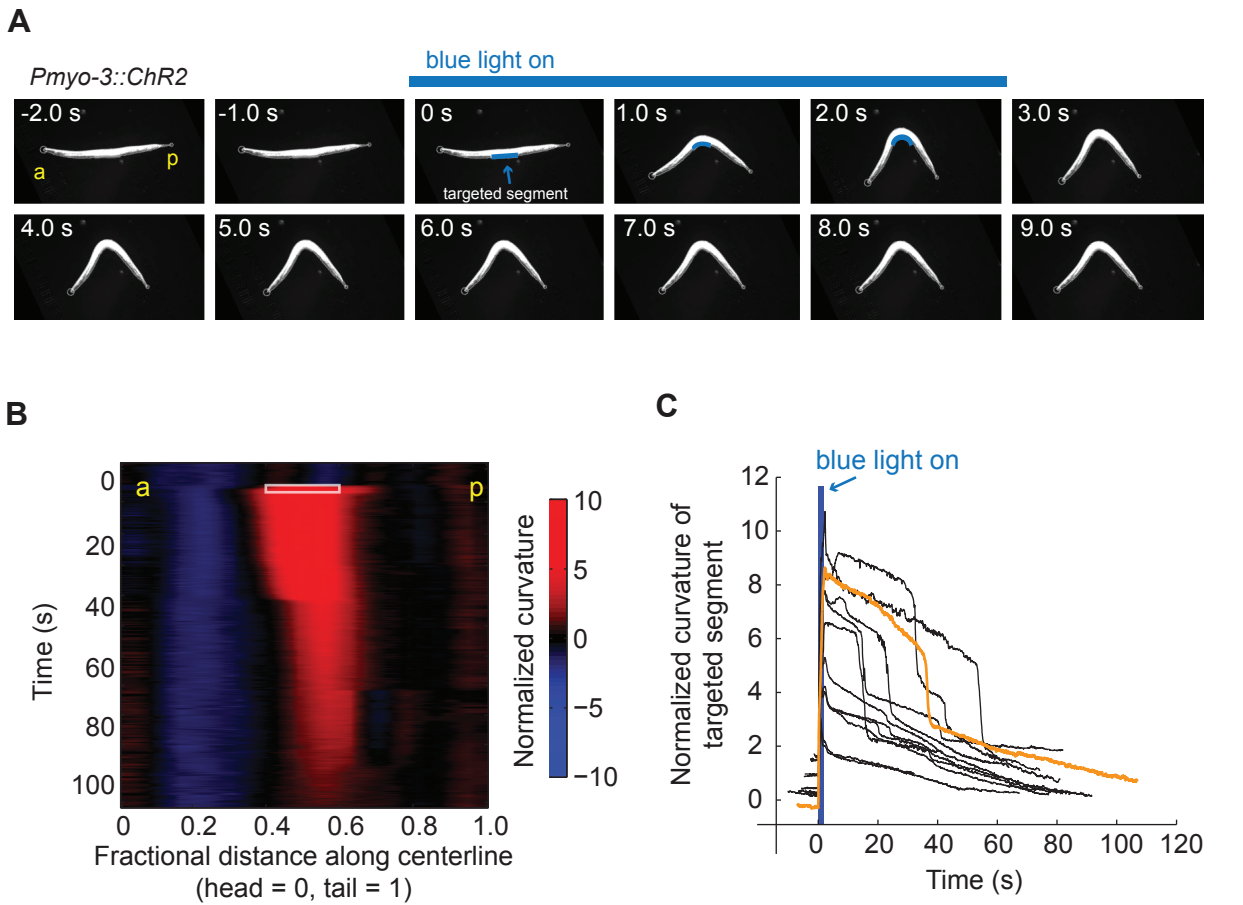 A
Pmyo-3::ChR2
blue light on
-2.0 s
-1.0 s
0 s
1.0 s
2.0 s
3.0 s
a
p
targeted segment
4.0 s
5.0 s
6.0 s
7.0 s
8.0 s
9.0 s
B
Time (s)
0
20
40
60
80
100
a
p
0
0.2
0.4
0.6
0.8
1.0
Fractional distance along centerline
(head = 0, tail = 1)
Normalized curvature
10
5
0
−5
−10
C
blue light on
Normalized curvature of
targeted segment
12
10
8
6
4
2
0
0
20
40
60
80
100
120
Time (s)